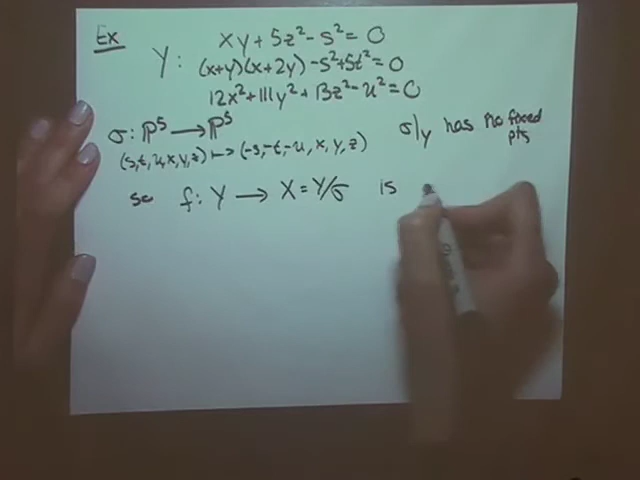 Ex
xy + 5z² - s² = 0
Y: (x+y)(x+2y) - s² + 5t² = 0
12x² + 111y² + 13z² - u² = 0
σ: ℙ⁵ → ℙ⁵
(s,t,u,x,y,z) ↦ (-s,-t,-u,x,y,z)
σ|Y has no fixed pts
so f: Y → X = Y/σ is